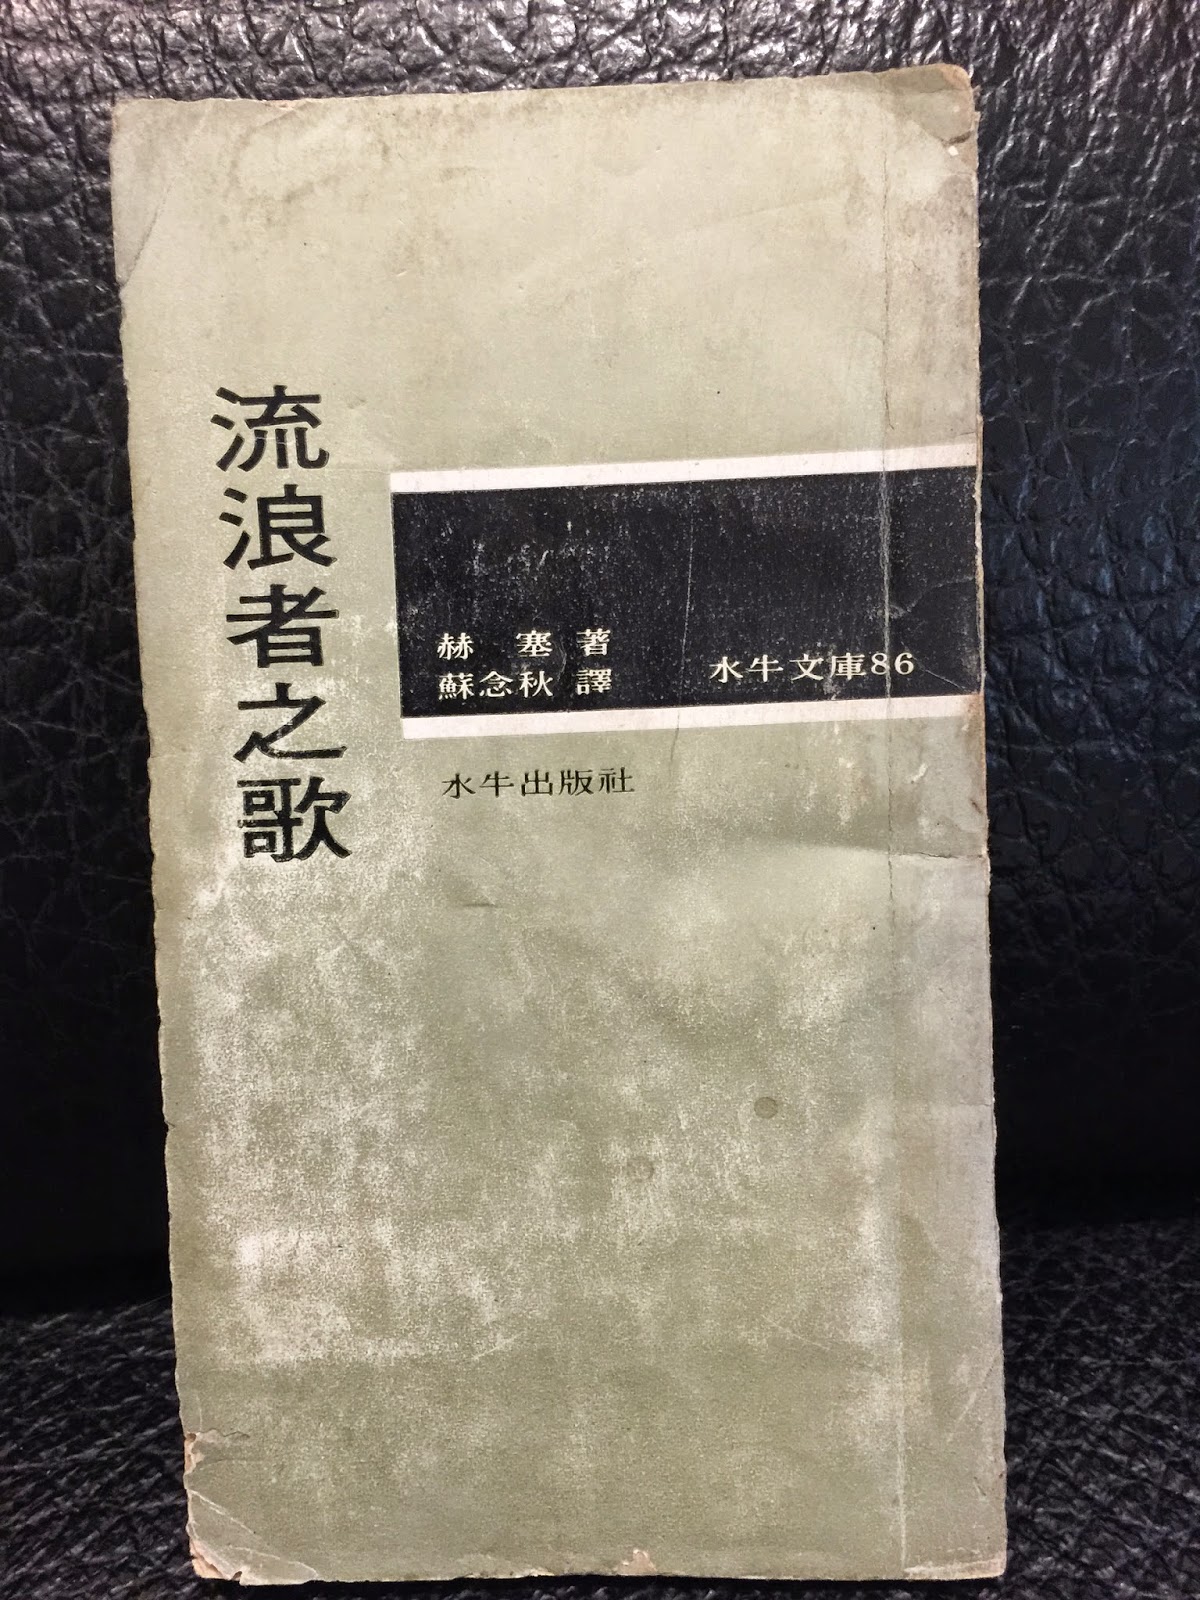 流浪者之歌
赫塞著
蘇念秋譯
水牛文庫86
水牛出版社